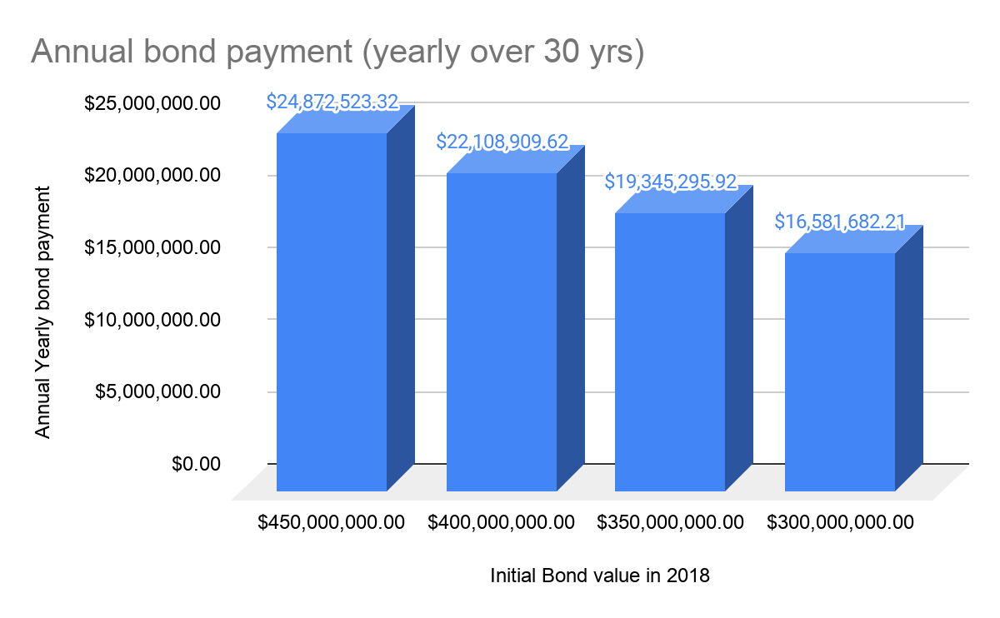 Annual bond payment (yearly over 30 yrs)
Annual Yearly bond payment
$25,000,000.00
$20,000,000.00
$15,000,000.00
$10,000,000.00
$5,000,000.00
$0.00
$24,872,523.32
$22,108,909.62
$19,345,295.92
$16,581,682.21
$450,000,000.00 $400,000,000.00 $350,000,000.00 $300,000,000.00
Initial Bond value in 2018